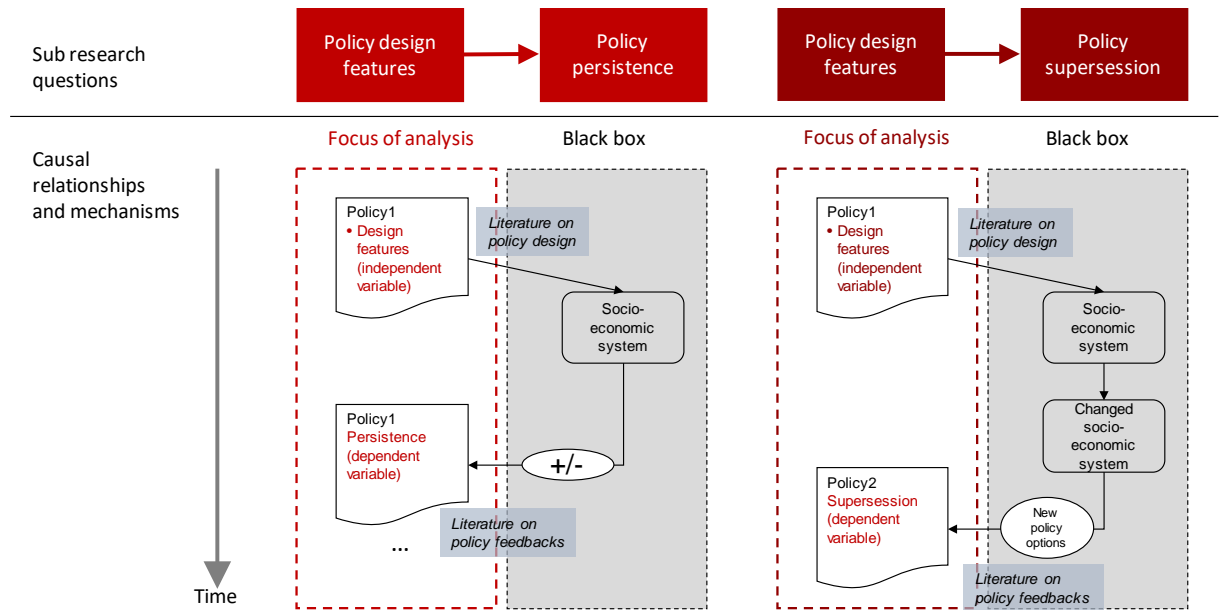 Sub research
questions
Policy design
features
Policy
persistence
Policy design
features
Policy
supersession
Causal
relationships
and mechanisms
Time
Focus of analysis
Black box
Policy1
• Design
features
(independent
variable)
Literature on
policy design
Socio-
economic
system
Policy1
Persistence
(dependent
variable)
+/-
Literature on
policy feedbacks
...
Focus of analysis
Black box
Policy1
• Design
features
(independent
variable)
Literature on
policy design
Socio-
economic
system
Changed
socio-
economic
system
Policy2
Supersession
(dependent
variable)
New
policy
options
Literature on
policy feedbacks